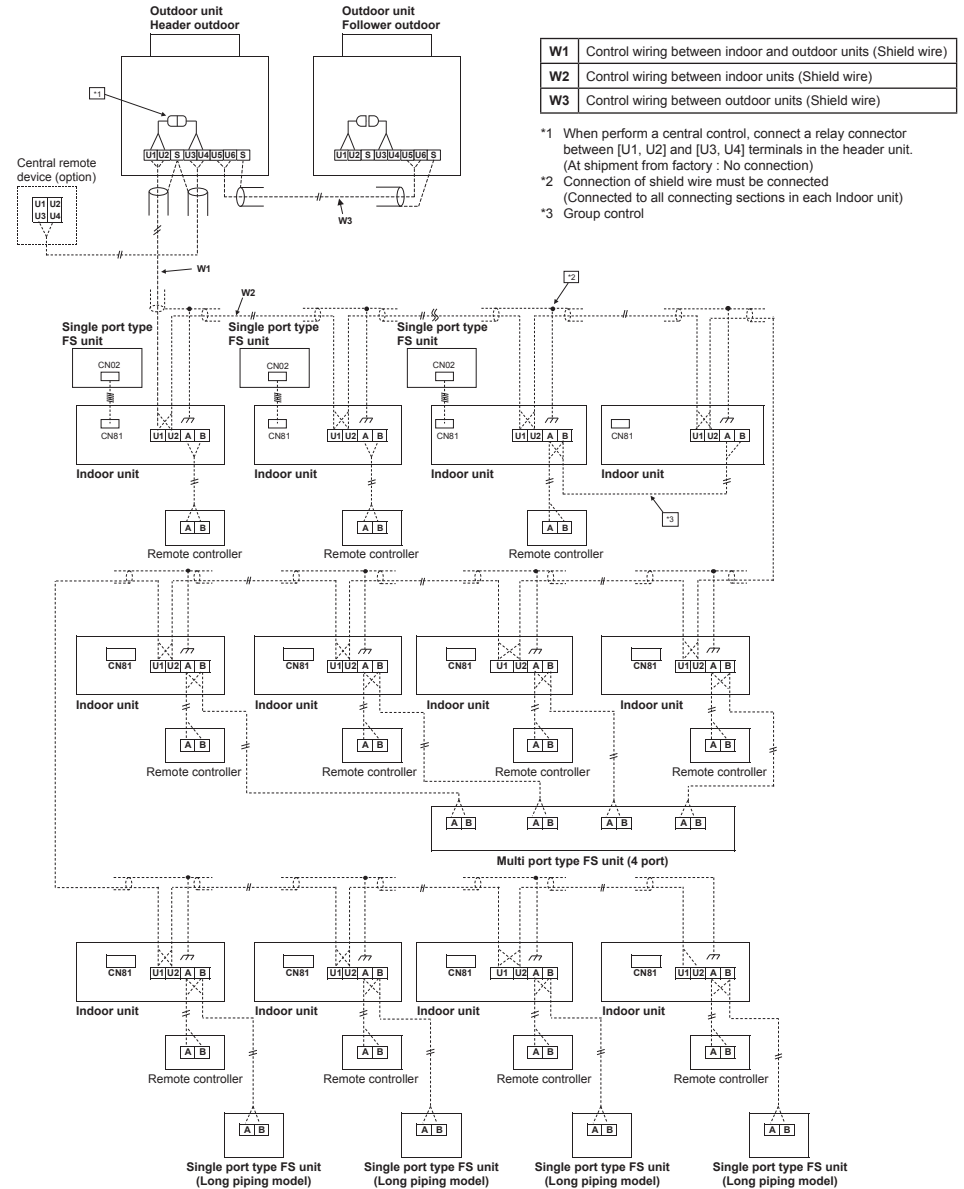 Outdoor unit
Header outdoor
Outdoor unit
Follower outdoor
W1 Control wiring between indoor and outdoor units (Shield wire)
W2 Control wiring between indoor units (Shield wire)
W3 Control wiring between outdoor units (Shield wire)
*1 When perform a central control, connect a relay connector
between [U1, U2] and [U3, U4] terminals in the header unit.
(At shipment from factory : No connection)
*2 Connection of shield wire must be connected
(Connected to all connecting sections in each Indoor unit)
*3 Group control
*1
U1 U2 S U3 U4 U5 U6 S
U1 U2 S U3 U4 U5 U6 S
Central remote
device (option)
U1 U2
U3 U4
W3
W1
W2
*2
Single port type
FS unit
Single port type
FS unit
Single port type
FS unit
CN02
CN02
CN02
CN81
U1 U2 A B
CN81
U1 U2 A B
CN81
U1 U2 A B
CN81
U1 U2 A B
Indoor unit
Indoor unit
Indoor unit
Indoor unit
*3
A B
A B
A B
Remote controller
Remote controller
Remote controller
CN81
U1 U2 A B
CN81
U1 U2 A B
CN81
U1 U2 A B
CN81
U1 U2 A B
Indoor unit
Indoor unit
Indoor unit
Indoor unit
A B
A B
A B
A B
Remote controller
Remote controller
Remote controller
Remote controller
A B
A B
A B
A B
Multi port type FS unit (4 port)
CN81
U1 U2 A B
CN81
U1 U2 A B
CN81
U1 U2 A B
CN81
U1 U2 A B
Indoor unit
Indoor unit
Indoor unit
Indoor unit
A B
A B
A B
A B
Remote controller
Remote controller
Remote controller
Remote controller
A B
A B
A B
A B
Single port type FS unit
(Long piping model)
Single port type FS unit
(Long piping model)
Single port type FS unit
(Long piping model)
Single port type FS unit
(Long piping model)